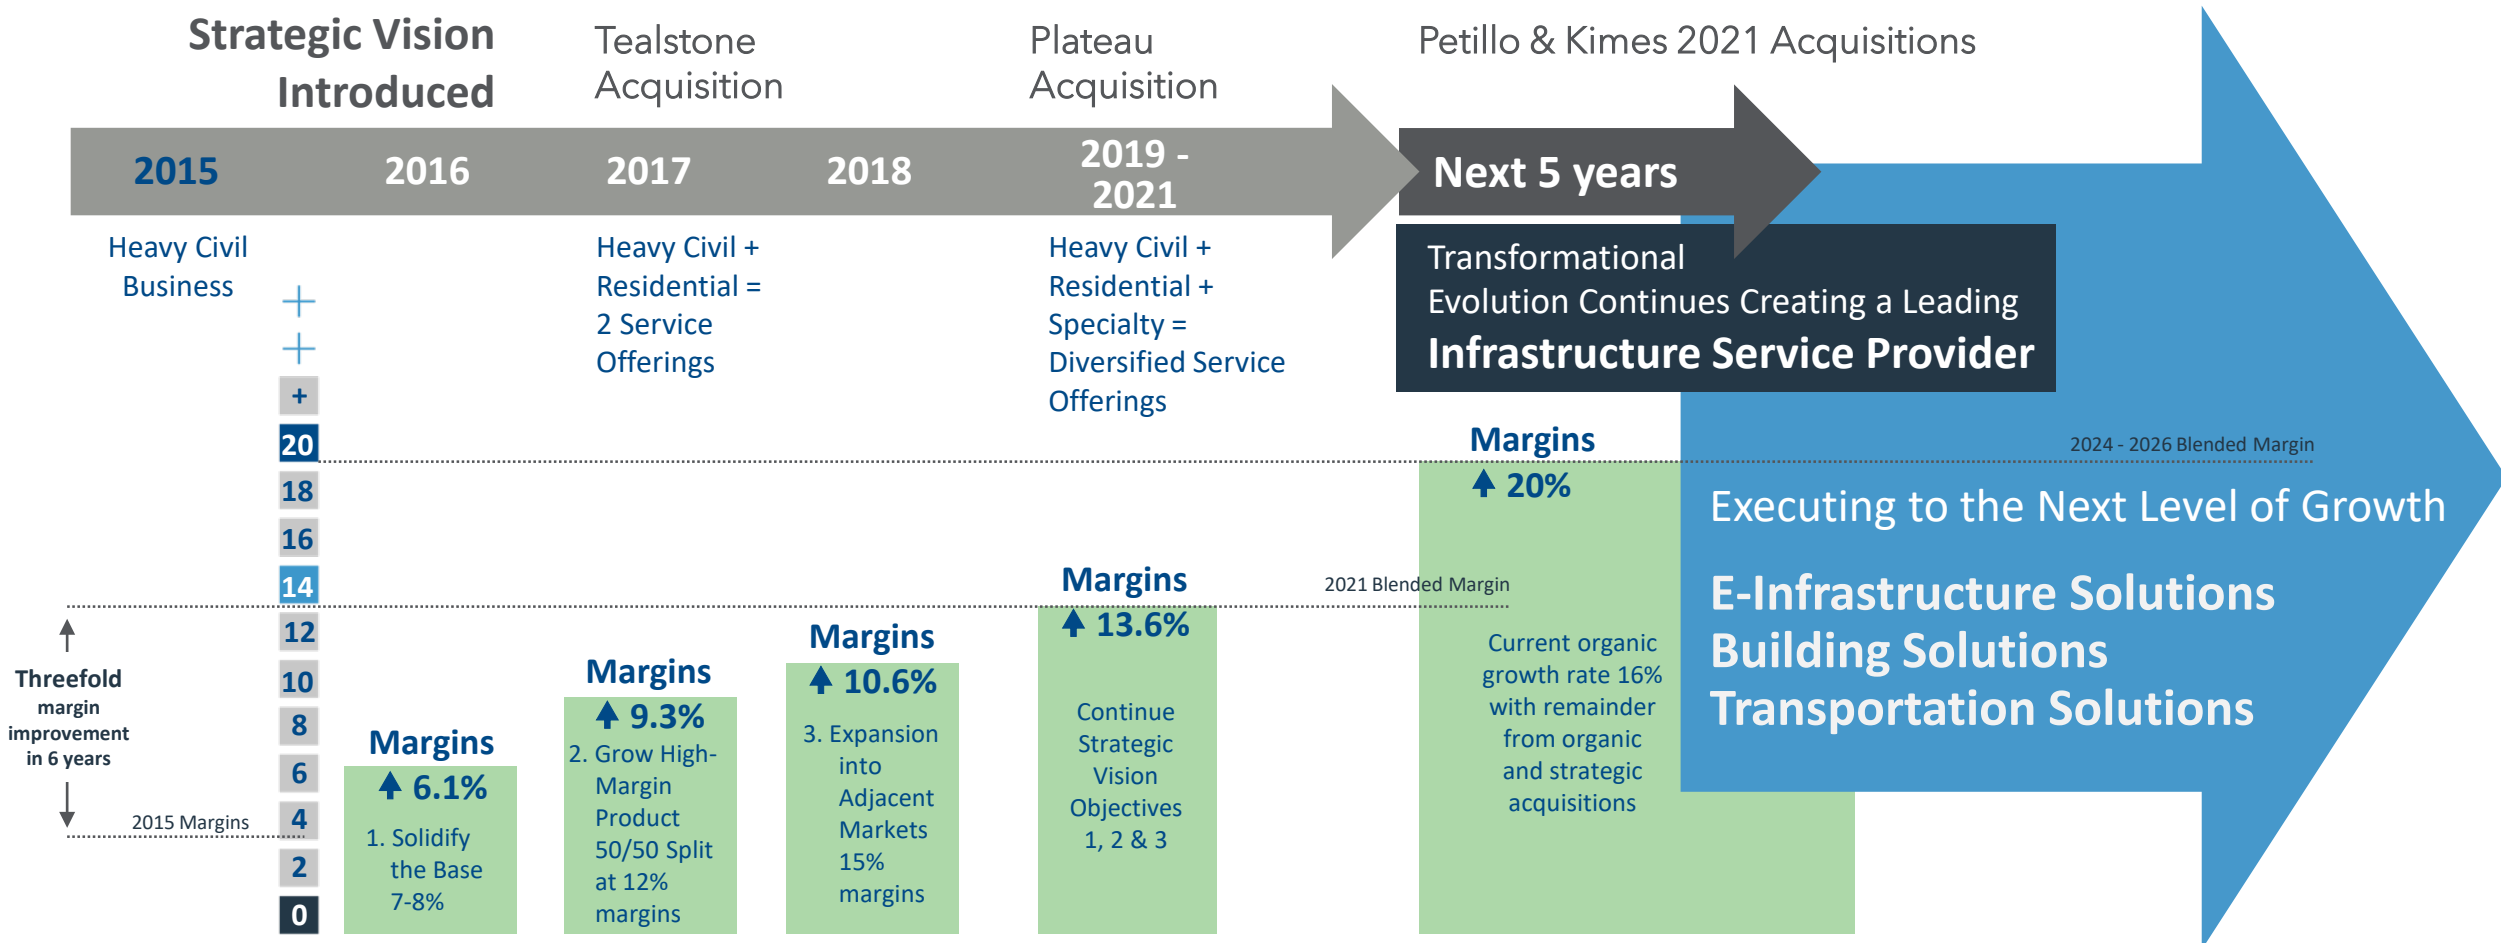 Strategic Vision
Introduced
Tealstone
Acquisition
Plateau
Acquisition
Petillo & Kimes 2021 Acquisitions
2015
2016
2017
2018
2019 -
2021
Next 5 years
Heavy Civil
Business
Heavy Civil +
Residential =
2 Service
Offerings
Heavy Civil +
Residential +
Specialty =
Diversified Service
Offerings
Transformational
Evolution Continues Creating a Leading
Infrastructure Service Provider
+
+
+
20
18
16
14
12
10
8
6
4
2
0
Threefold
margin
improvement
in 6 years
2015 Margins
Margins
6.1%
1. Solidify
the Base
7-8%
Margins
9.3%
2. Grow High-
Margin
Product
50/50 Split
at 12%
margins
Margins
10.6%
3. Expansion
into
Adjacent
Markets
15%
margins
Margins
13.6%
Continue
Strategic
Vision
Objectives
1, 2 & 3
2021 Blended Margin
Margins
20%
Current organic
growth rate 16%
with remainder
from organic
and strategic
acquisitions
2024 - 2026 Blended Margin
Executing to the Next Level of Growth
E-Infrastructure Solutions
Building Solutions
Transportation Solutions